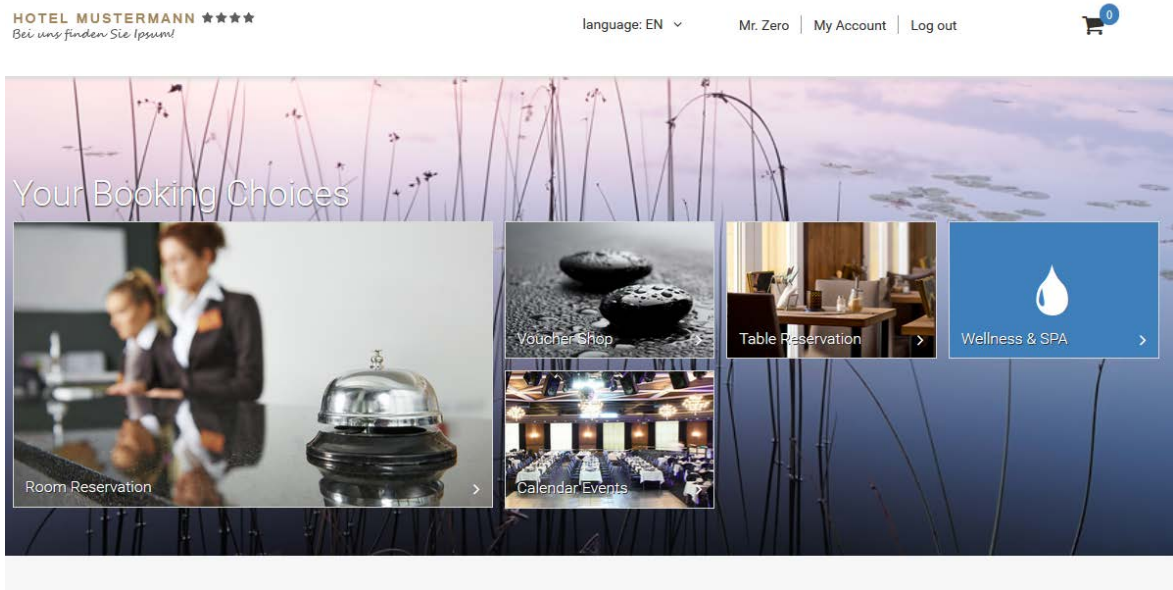 HOTEL MUSTERMANN ★★★★
Bei uns finden Sie Ipsum!
language: EN
Mr. Zero | My Account | Log out
0
Your Booking Choices
Voucher Shop
Table Reservation
Wellness & SPA
Room Reservation
Calendar Events